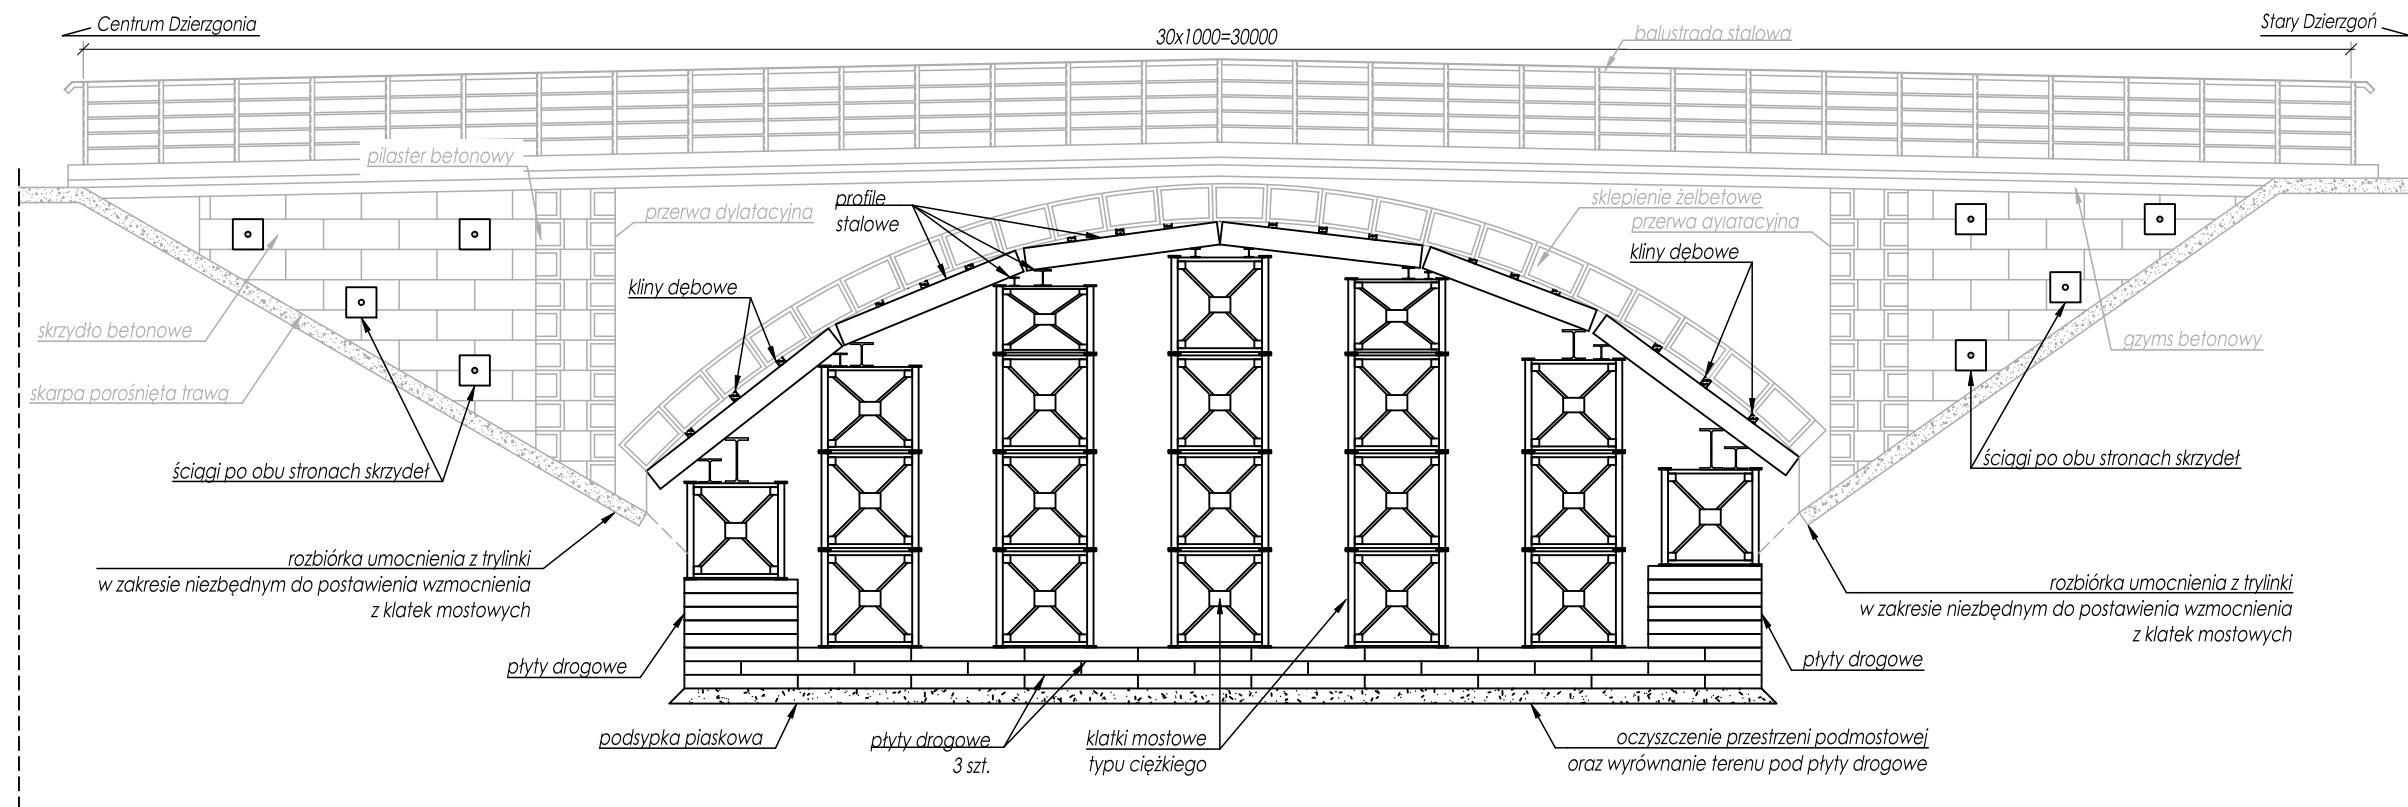 Centrum Dzierzgonia
Stary Dzierzgoń
30x1000=30000
balustrada stalowa
pilaster betonowy
przerwa dylatacyjna
profile
stalowe
sklepienie żelbetowe
przerwa dylatacyjna
kliny dębowe
kliny dębowe
skrzydło betonowe
gzyms betonowy
skarpa porośnięta trawą
ściągi po obu stronach skrzydeł
ściągi po obu stronach skrzydeł
rozbiórka umocnienia z trylinki
w zakresie niezbędnym do postawienia wzmocnienia
z klatek mostowych
rozbiórka umocnienia z trylinki
w zakresie niezbędnym do postawienia wzmocnienia
z klatek mostowych
płyty drogowe
płyty drogowe
podsypka piaskowa
płyty drogowe
3 szt.
klatki mostowe
typu ciężkiego
oczyszczenie przestrzeni podmostowej
oraz wyrównanie terenu pod płyty drogowe